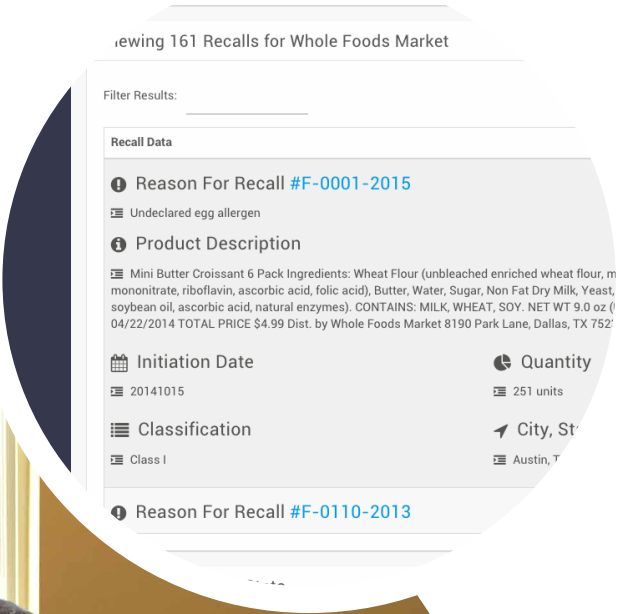 161 Recalls for Whole Foods Market
Filter Results:
Recall Data
Reason For Recall #F-0001-2015
Undeclared egg allergen
Product Description
Mini Butter Croissant 6 Pack Ingredients: Wheat Flour (unbleached enriched wheat flour,
mononitrate, riboflavin, ascorbic acid, folic acid), Butter, Water, Sugar, Non Fat Dry Milk, Yeast,
soybean oil, ascorbic acid, natural enzymes). CONTAINS: MILK, WHEAT, SOY. NET WT 9.0 oz
04/22/2014 TOTAL PRICE $4.99 Dist. by Whole Foods Market 8190 Park Lane, Dallas, TX
Initiation Date
Quantity
20141015
251 units
Classification
City,
Class I
Austin,
Reason For Recall #F-0110-2013